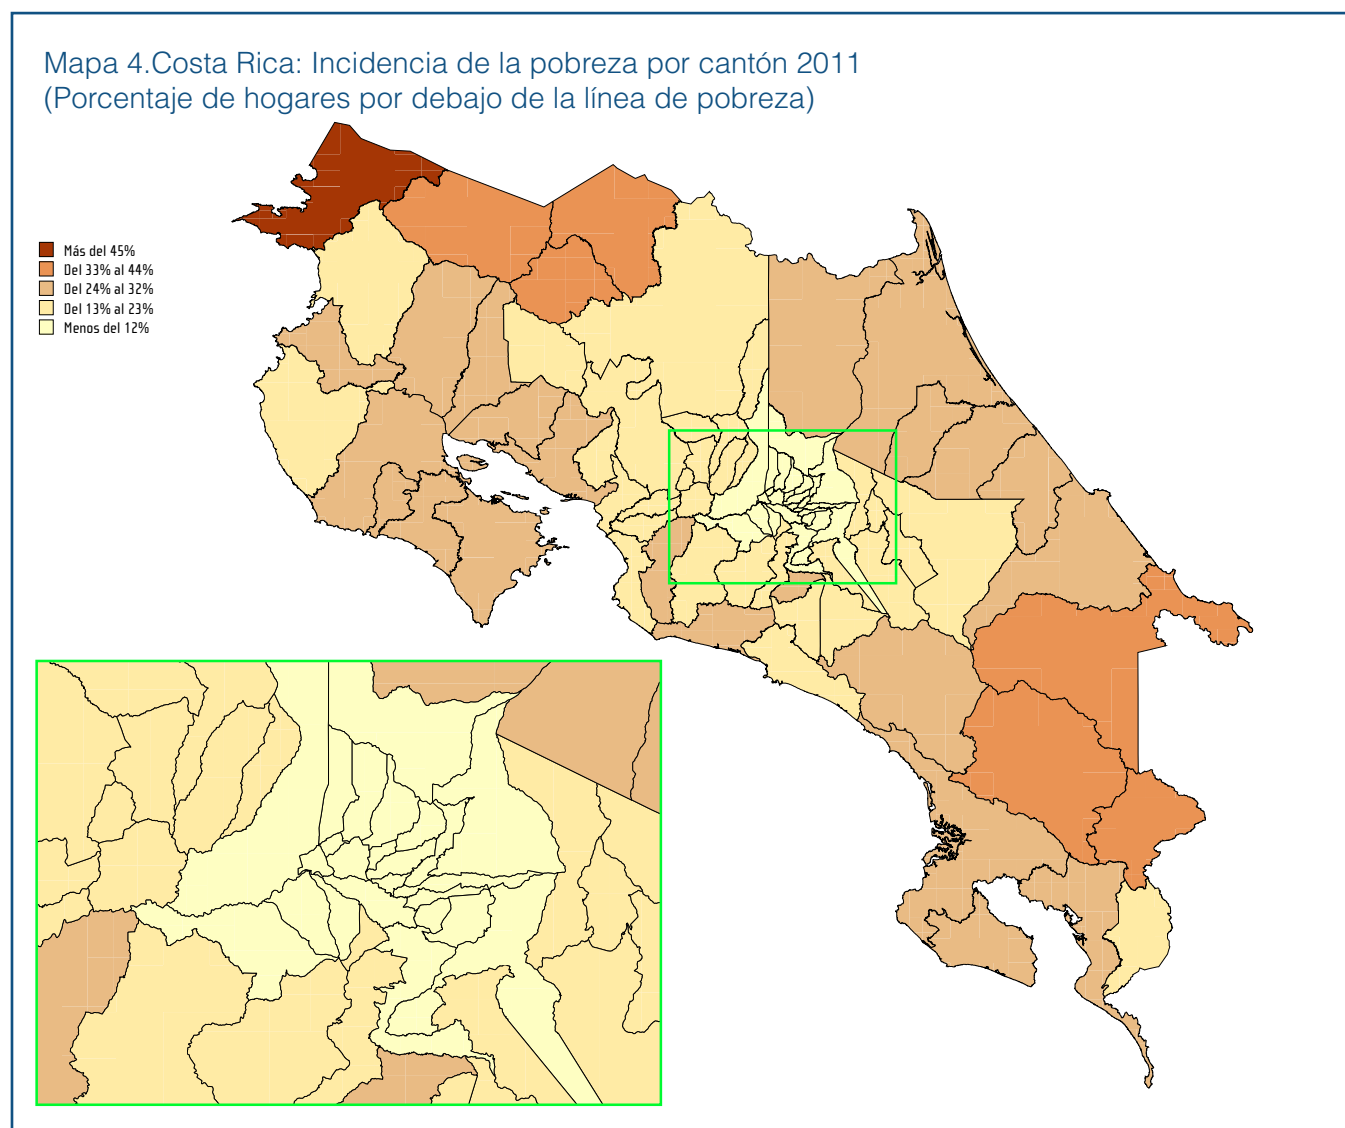 Mapa 4.Costa Rica: Incidencia de la pobreza por cantón 2011
(Porcentaje de hogares por debajo de la línea de pobreza)
Más del 45%
Del 33% al 44%
Del 24% al 32%
Del 13% al 23%
Menos del 12%